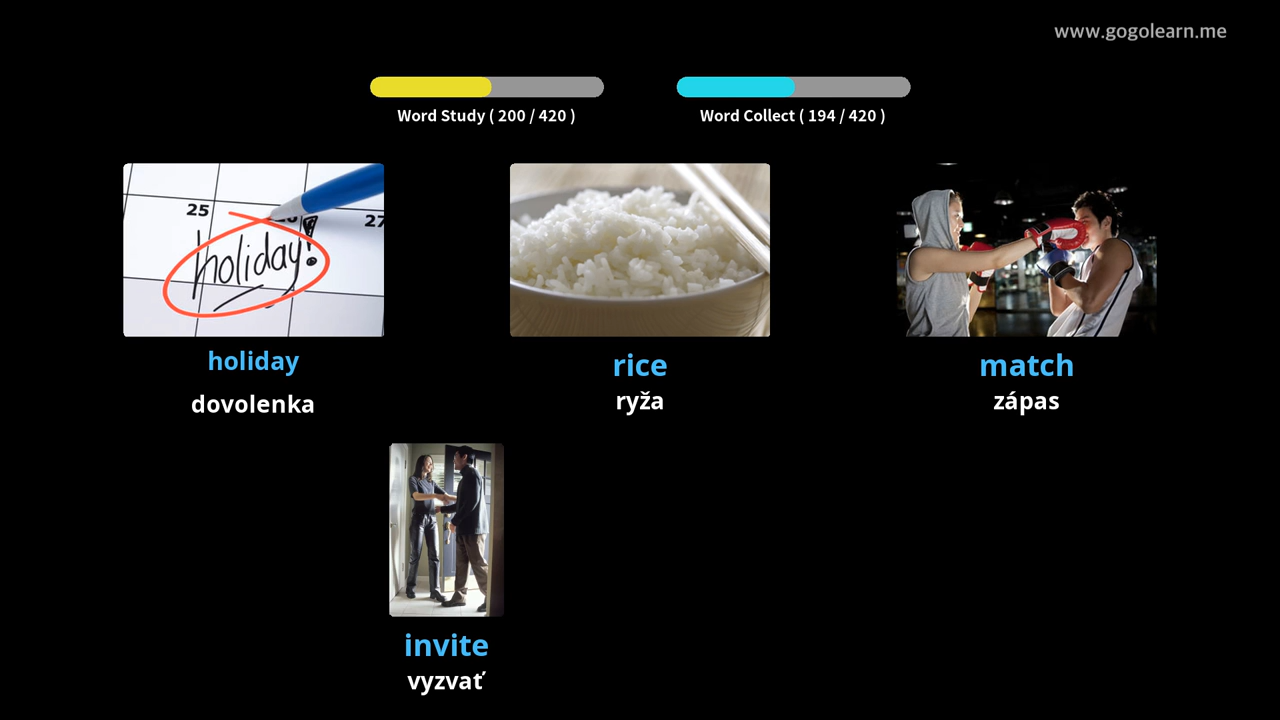 www.gogolearn.me
Word Study ( 200 / 420 )
Word Collect ( 194 / 420 )
25
27
holiday!
holiday
dovolenka
rice
ryža
match
zápas
invite
vyzvať